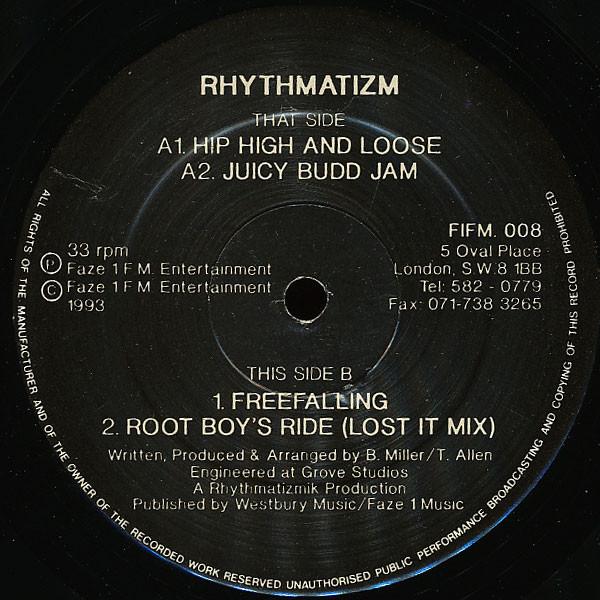 RHYTHMATIZM
THAT SIDE
A1. HIP HIGH AND LOOSE
A2. JUICY BUDD JAM
33 rpm
Ⓟ Faze 1 F.M. Entertainment
© Faze 1 F.M. Entertainment
1993
FIFM. 008
5 Oval Place
London, S.W.8 1BB
Tel: 582 - 0779
Fax: 071-738 3265
THIS SIDE B
1. FREEFALLING
2. ROOT BOY'S RIDE (LOST IT MIX)
Written, Produced & Arranged by B. Miller/T. Allen
Engineered at Grove Studios
A Rhythmatizmik Production
Published by Westbury Music/Faze 1 Music
ALL RIGHTS OF THE MANUFACTURER AND OF THE OWNER OF THE RECORDED WORK RESERVED UNAUTHORISED PUBLIC PERFORMANCE BROADCASTING AND COPYING OF THIS RECORD PROHIBITED